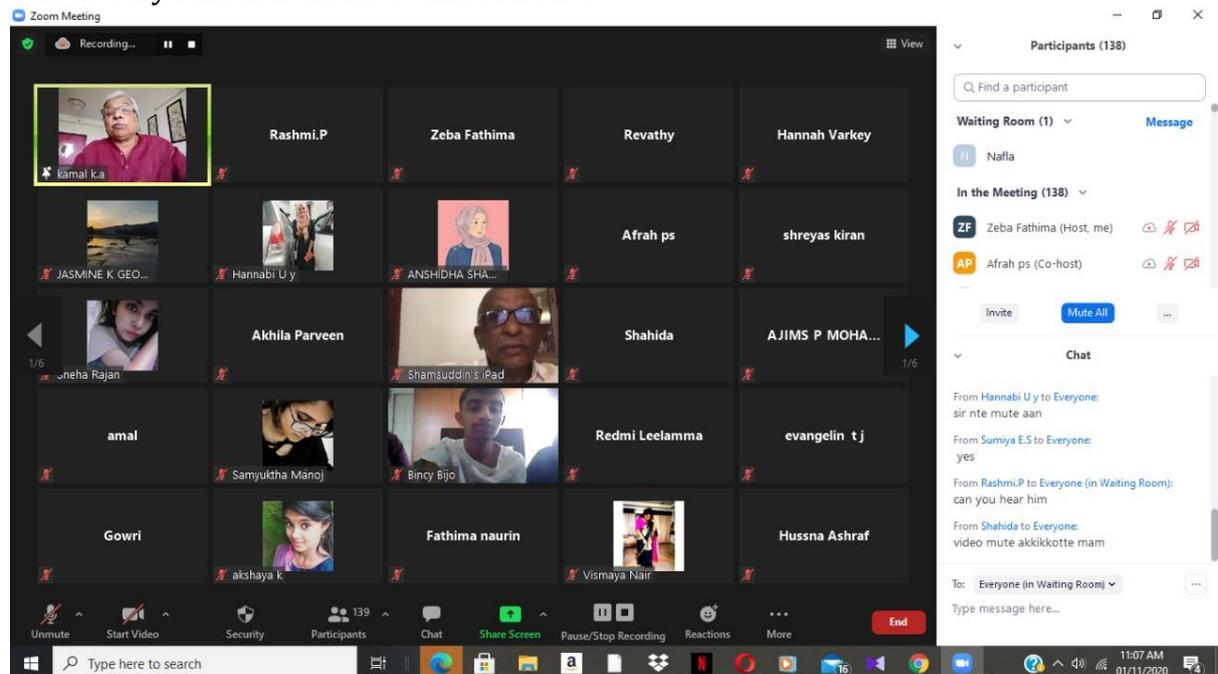 Zoom Meeting
Recording...
View
kamal k.a
Rashmi.P
Zeba Fathima
Revathy
Hannah Varkey
JASMINE K GEO...
Hannabi U y
ANSHIDHA SHA...
Afrah ps
shreyas kiran
1/6
Sneha Rajan
Akhila Parveen
Shamsuddin's iPad
Shahida
AJIMS P MOHA...
1/6
amal
Samyuktha Manoj
Bincy Bijo
Redmi Leelamma
evangelin t j
Gowri
akshaya k
Fathima naurin
Vismaya Nair
Hussna Ashraf
Unmute
Start Video
Security
Participants
139
Chat
Share Screen
Pause/Stop Recording
Reactions
More
End
Participants (138)
Find a participant
Waiting Room (1)
Message
N
Nafla
In the Meeting (138)
ZF
Zeba Fathima (Host, me)
AP
Afrah ps (Co-host)
Invite
Mute All
...
Chat
From Hannabi U y to Everyone:
sir nte mute aan
From Sumiya E.S to Everyone:
yes
From Rashmi.P to Everyone (in Waiting Room):
can you hear him
From Shahida to Everyone:
video mute akkikkotte mam
To: Everyone (in Waiting Room)
Type message here...
Type here to search
a
N
16
11:07 AM
01/11/2020
4